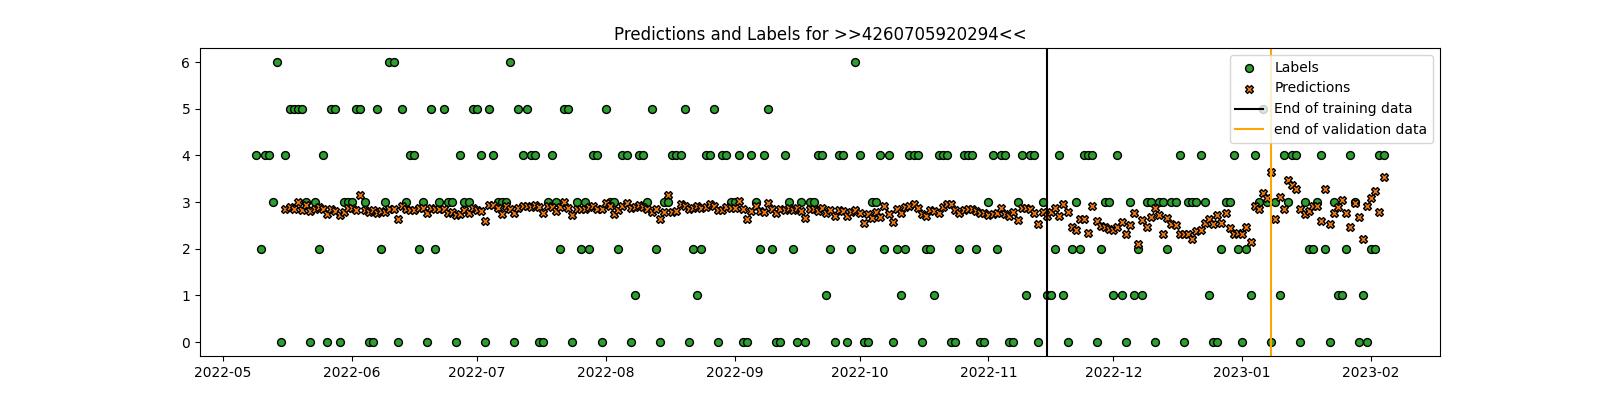 Predictions and Labels for >>4260705920294<<
6
5
4
3
2
1
0
Labels
Predictions
End of training data
end of validation data
2022-05 2022-06 2022-07 2022-08 2022-09 2022-10 2022-11 2022-12 2023-01 2023-02